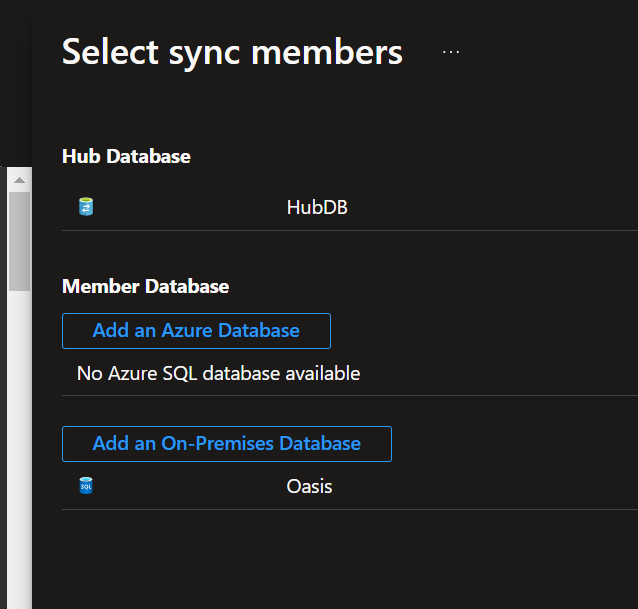 Select sync members ...
Hub Database
HubDB
Member Database
Add an Azure Database
No Azure SQL database available
Add an On-Premises Database
SQL Oasis